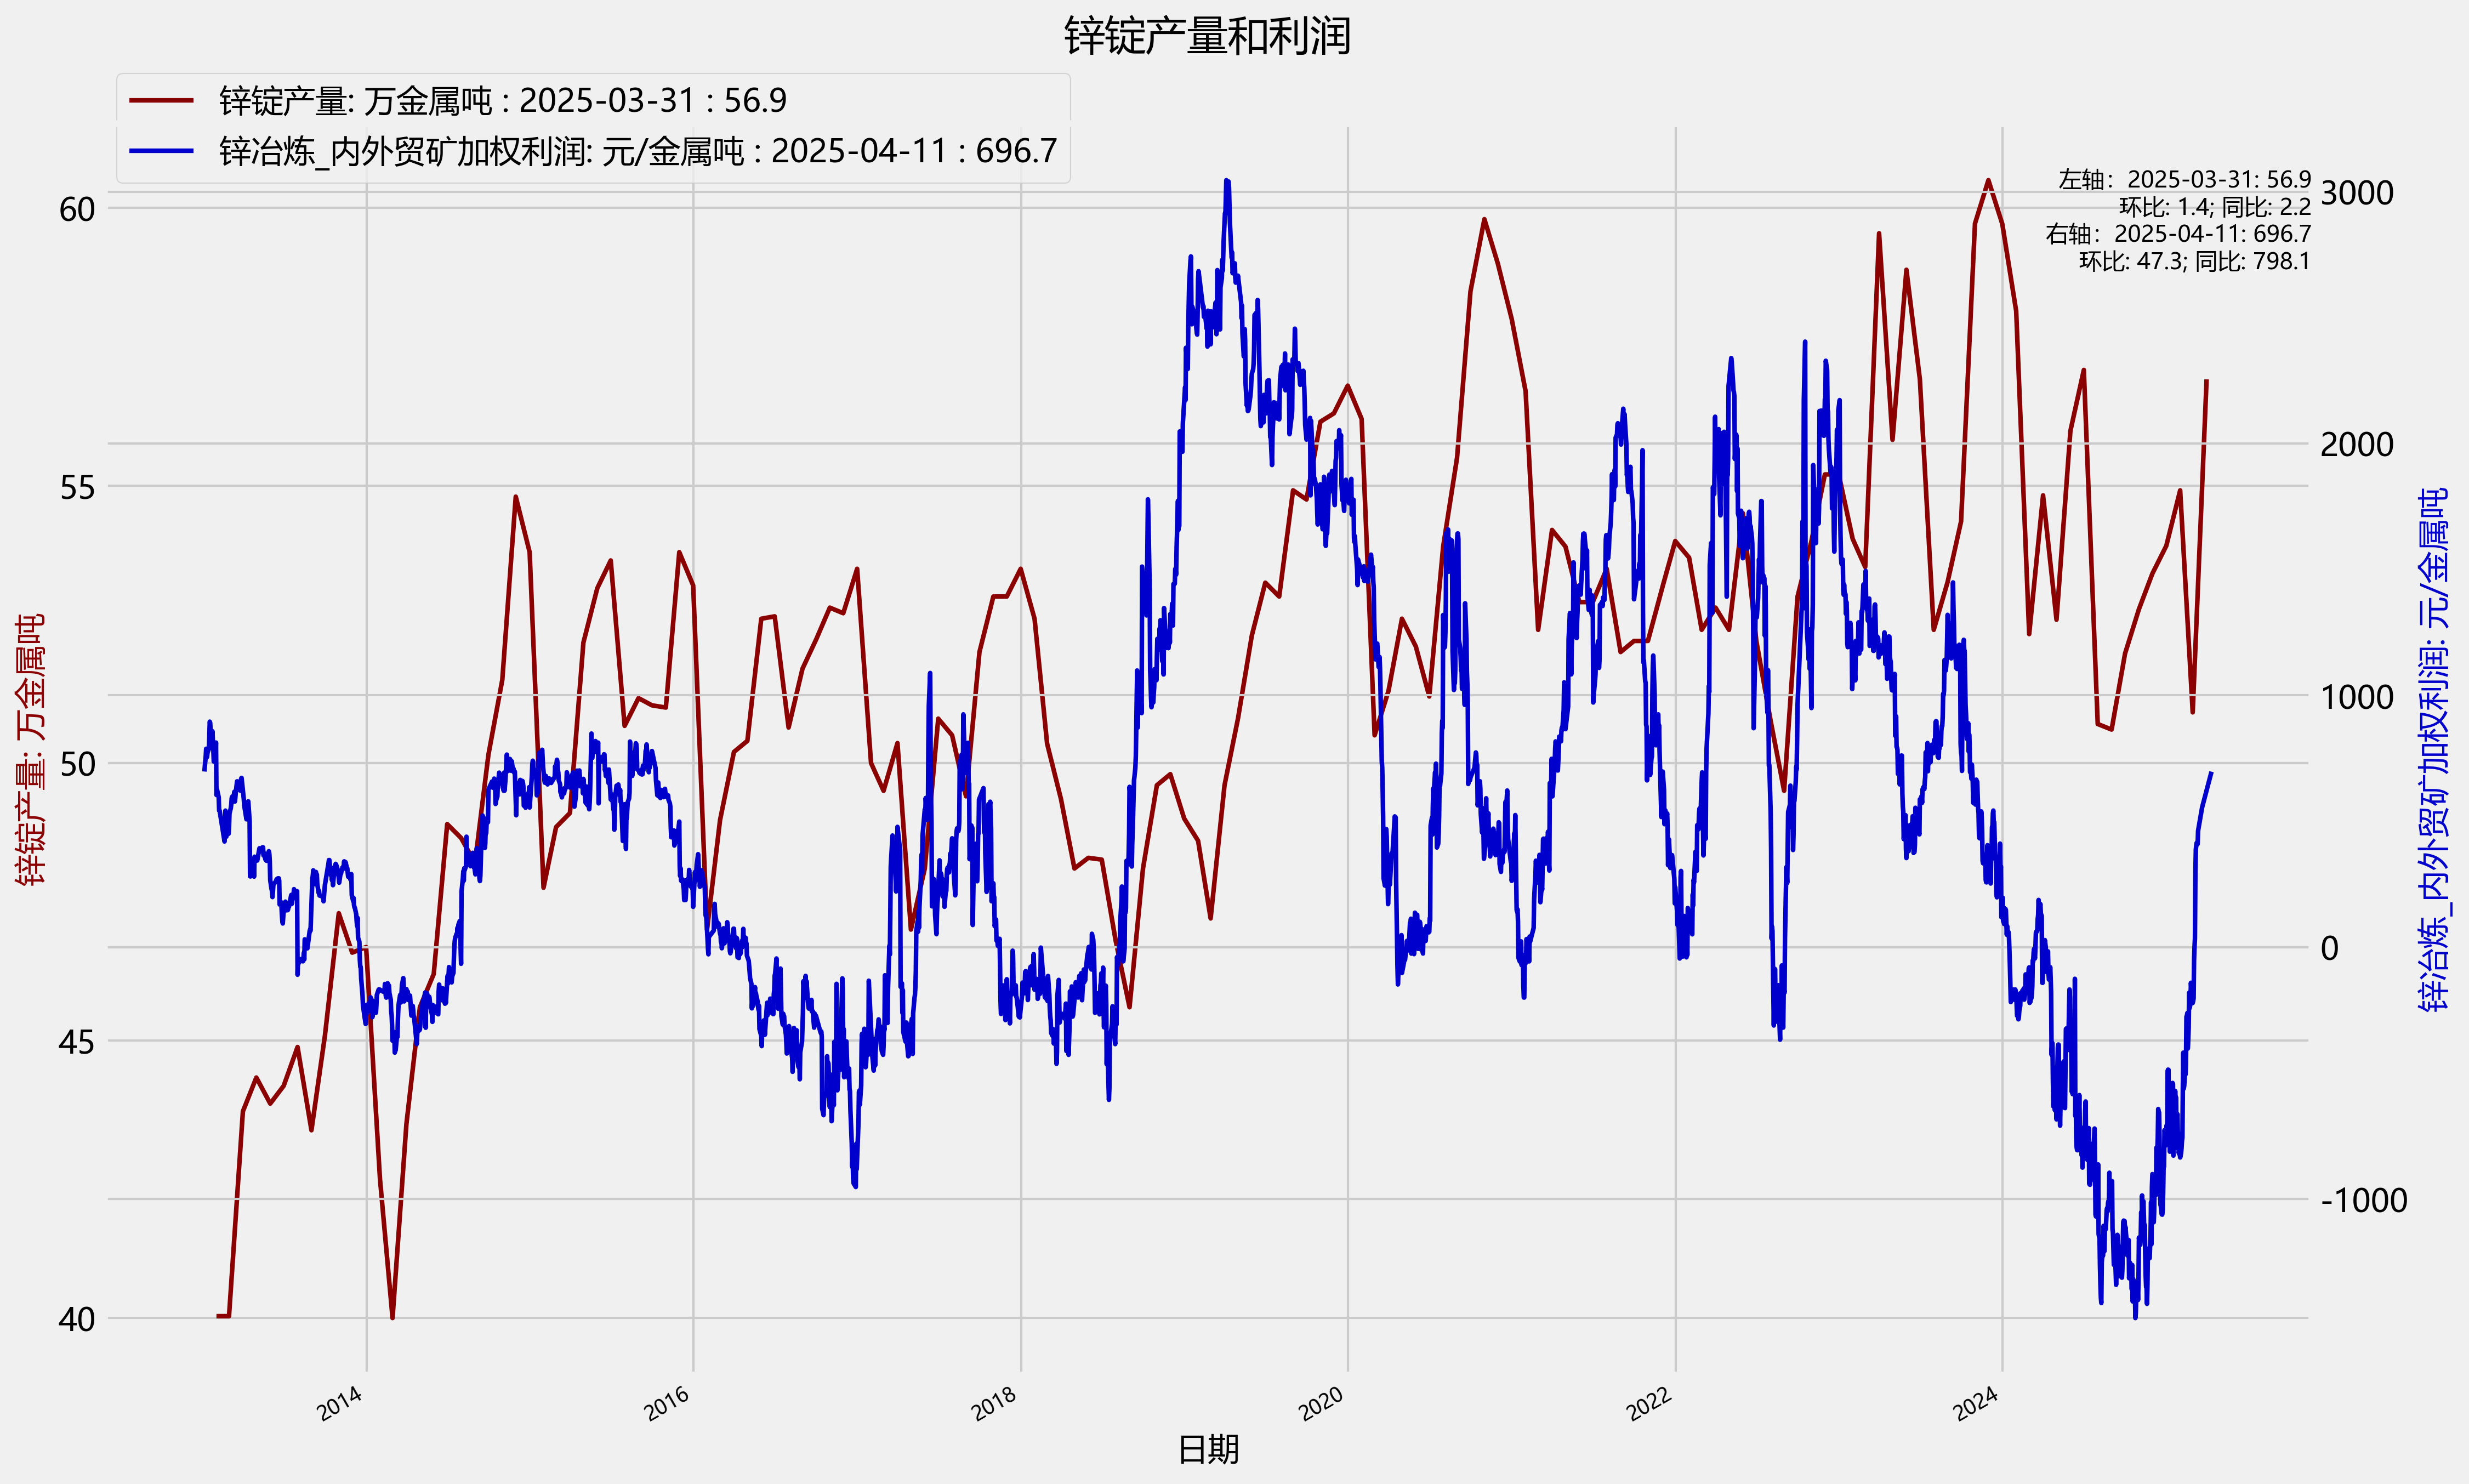 锌锭产量和利润
锌锭产量: 万金属吨 : 2025-03-31 : 56.9
锌冶炼_内外贸矿加权利润: 元/金属吨 : 2025-04-11 : 696.7
左轴：2025-03-31: 56.9
环比: 1.4; 同比: 2.2
右轴：2025-04-11: 696.7
环比: 47.3; 同比: 798.1
60
55
50
45
40
锌锭产量: 万金属吨
3000
2000
1000
0
-1000
锌冶炼_内外贸矿加权利润: 元/金属吨
2014
2016
2018
2020
2022
2024
日期